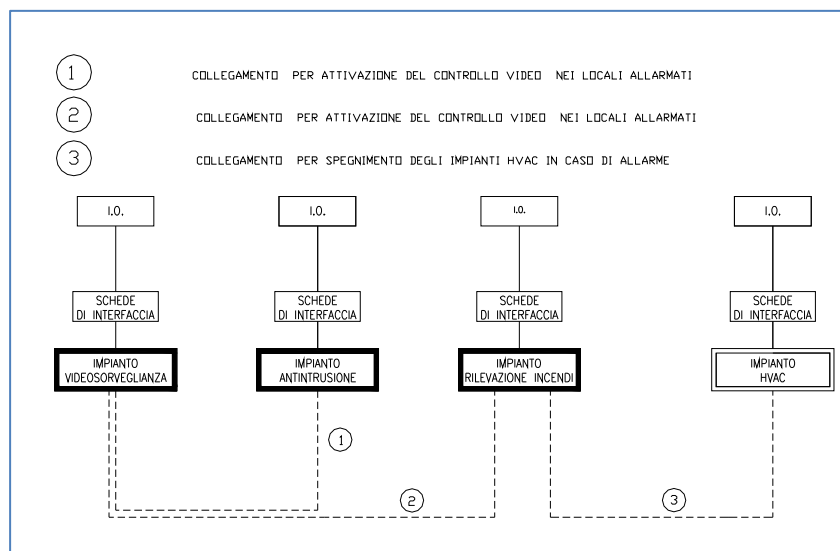 1 COLLEGAMENTO PER ATTIVAZIONE DEL CONTROLLO VIDEO NEI LOCALI ALLARMATI
2 COLLEGAMENTO PER ATTIVAZIONE DEL CONTROLLO VIDEO NEI LOCALI ALLARMATI
3 COLLEGAMENTO PER SPEGNIMENTO DEGLI IMPIANTI HVAC IN CASO DI ALLARME
I.O. I.O. I.O. I.O.
SCHEDE SCHEDE SCHEDE SCHEDE
DI INTERFACCIA DI INTERFACCIA DI INTERFACCIA DI INTERFACCIA
IMPIANTO IMPIANTO IMPIANTO IMPIANTO
VIDEOSORVEGLIANZA ANTINTRUSIONE RILEVAZIONE INCENDI HVAC
1
2 3